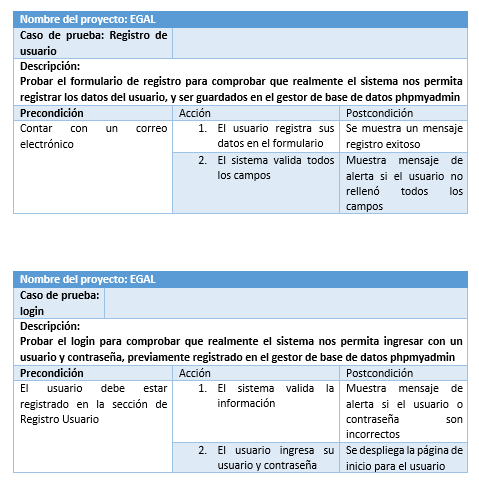 Nombre del proyecto: EGAL
Caso de prueba: Registro de
usuario
Descripción:
Probar el formulario de registro para comprobar que realmente el sistema nos permita
registrar los datos del usuario, y ser guardados en el gestor de base de datos phpmyadmin
Precondición Acción Postcondición
Contar con un correo
electrónico
1. El usuario registra sus
datos en el formulario
Se muestra un mensaje
registro exitoso
2. El sistema valida todos
los campos
Muestra mensaje de
alerta si el usuario no
rellenó todos los
campos
Nombre del proyecto: EGAL
Caso de prueba:
login
Descripción:
Probar el login para comprobar que realmente el sistema nos permita ingresar con un
usuario y contraseña, previamente registrado en el gestor de base de datos phpmyadmin
Precondición Acción Postcondición
El usuario debe estar
registrado en la sección de
Registro Usuario
1. El sistema valida la
información
Muestra mensaje de
alerta si el usuario o
contraseña son
incorrectos
2. El usuario ingresa su
usuario y contraseña
Se despliega la página de
inicio para el usuario